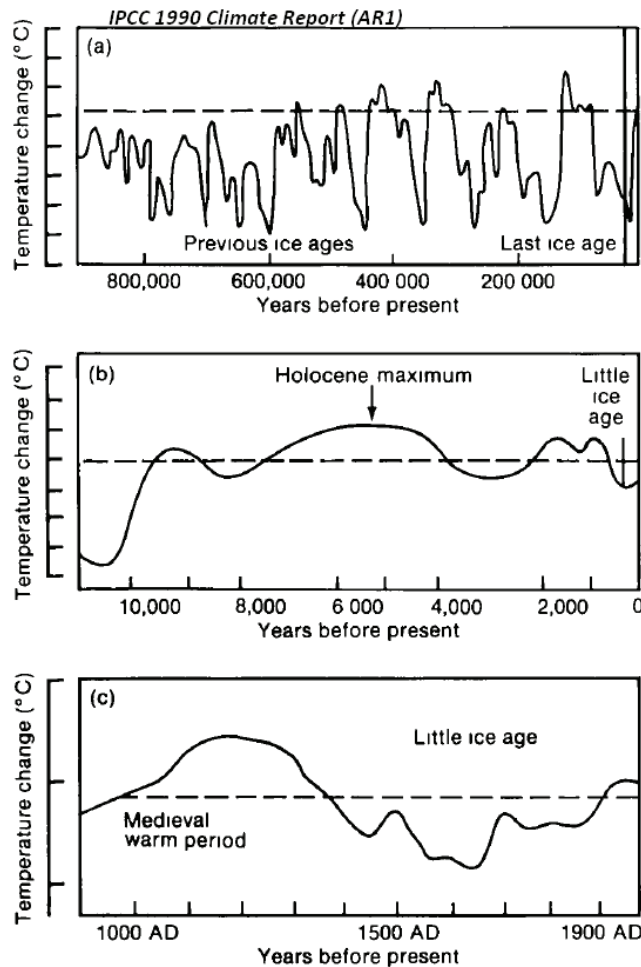 IPCC 1990 Climate Report (AR1)
Temperature change (°C)
(a)
Previous ice ages
Last ice age
800,000 600,000 400,000 200,000
Years before present
Temperature change (°C)
(b)
Holocene maximum
Little
ice
age
10,000 8,000 6 000 4,000 2,000 0
Years before present
Temperature change (°C)
(c)
Little ice age
Medieval
warm period
1000 AD 1500 AD 1900 AD
Years before present